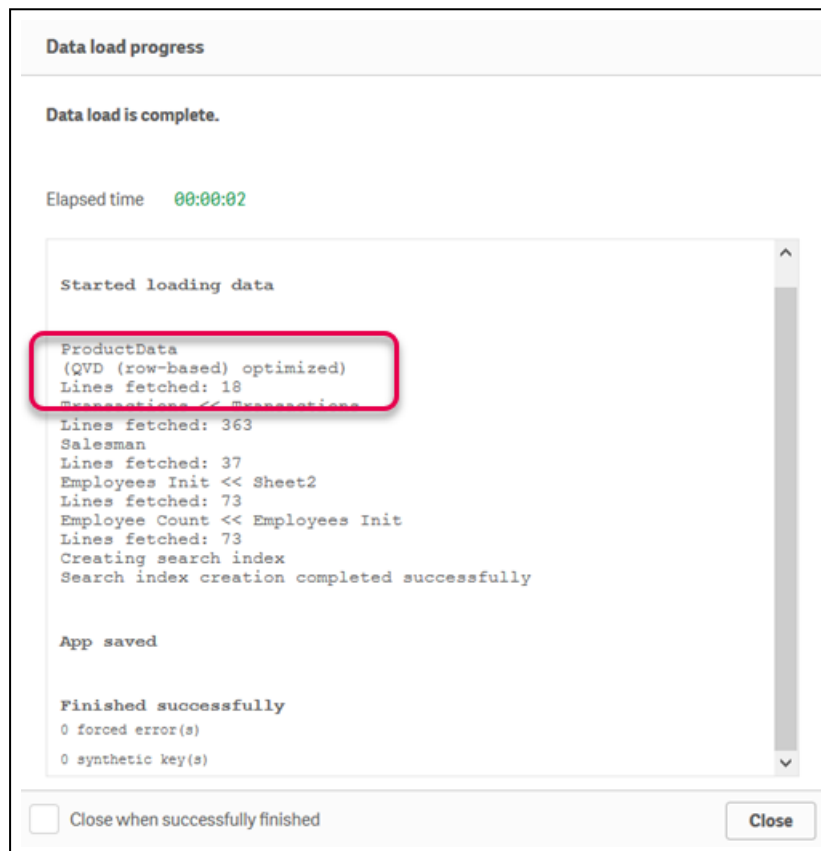 Data load progress
Data load is complete.
Elapsed time 00:00:02
Started loading data
ProductData
(QVD (row-based) optimized)
Lines fetched: 18
Transactions << Transactions
Lines fetched: 363
Salesman
Lines fetched: 37
Employees Init << Sheet2
Lines fetched: 73
Employee Count << Employees Init
Lines fetched: 73
Creating search index
Search index creation completed successfully
App saved
Finished successfully
0 forced error(s)
0 synthetic key(s)
Close when successfully finished
Close